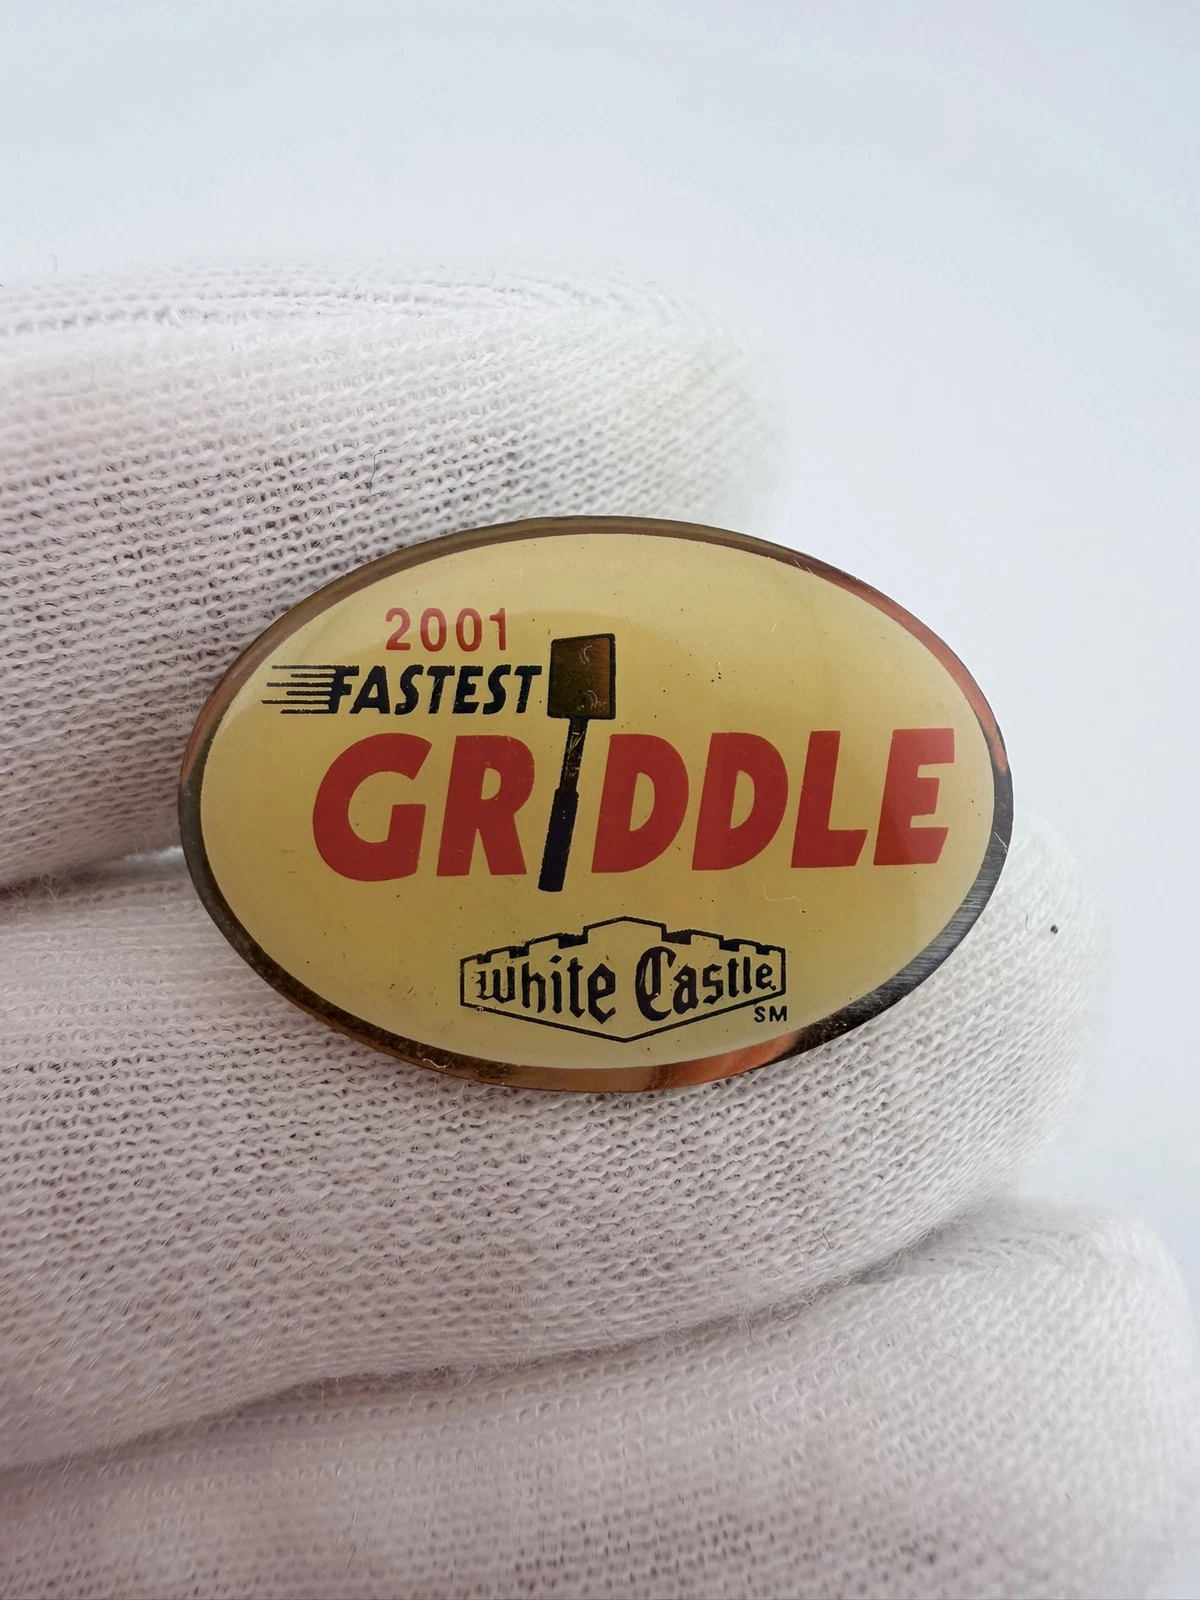 2001
FASTEST
GRIDDLE
White Castle
SM